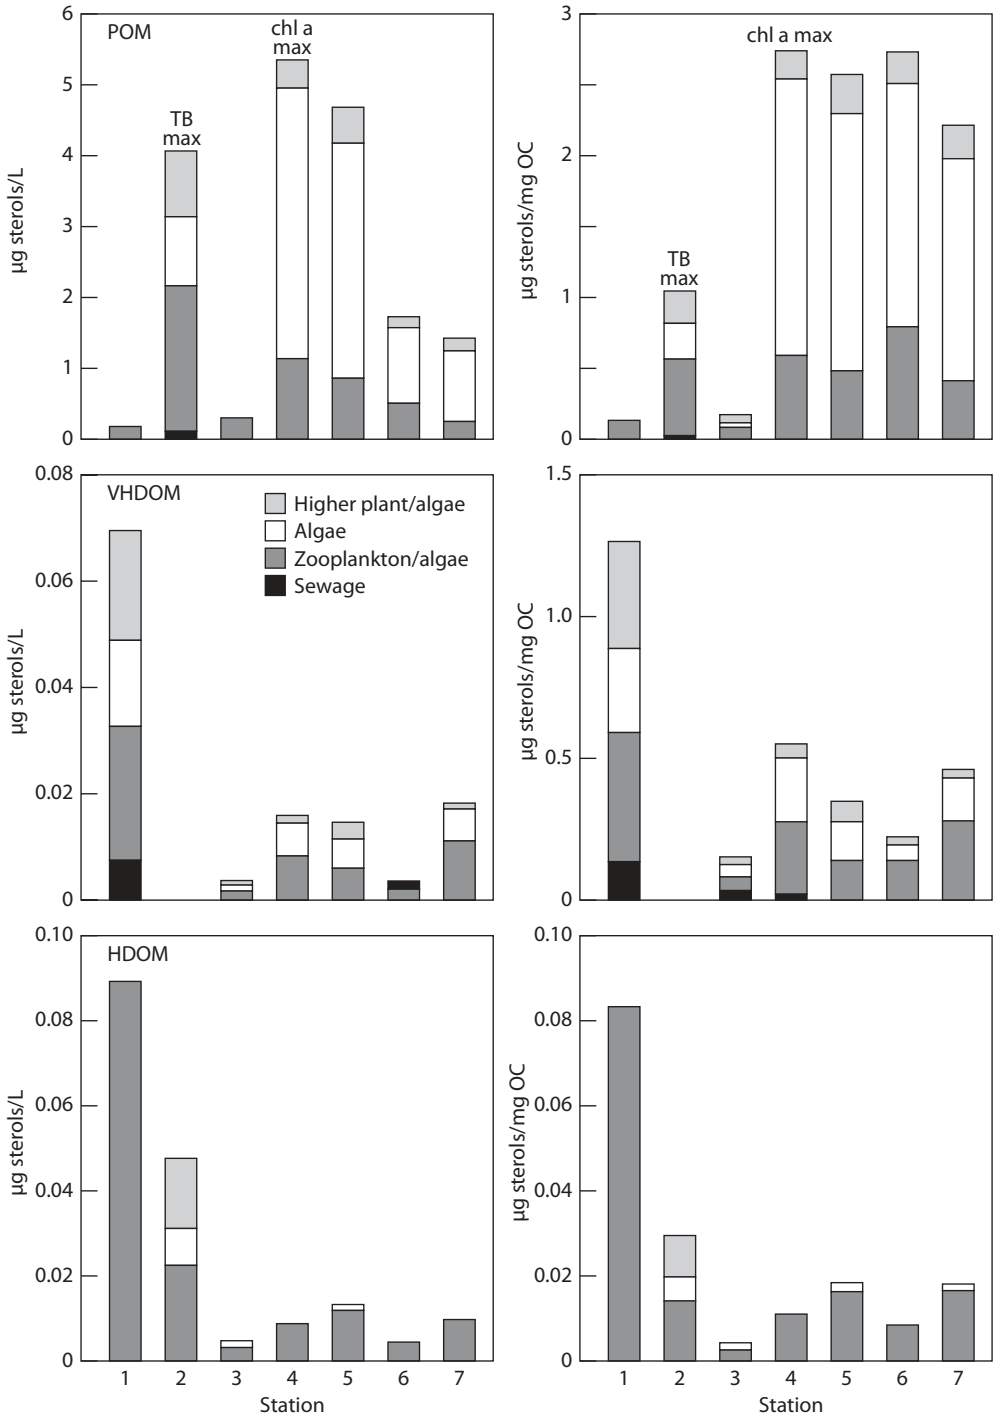 POM
chl a
max
TB
max
6
5
4
3
2
1
0
µg sterols/L
chl a max
TB
max
3
2
1
0
µg sterols/mg OC
VHDOM
Higher plant/algae
Algae
Zooplankton/algae
Sewage
0.08
0.06
0.04
0.02
0
µg sterols/L
1.5
1.0
0.5
0
µg sterols/mg OC
HDOM
0.10
0.08
0.06
0.04
0.02
0
µg sterols/L
1 2 3 4 5 6 7
Station
0.10
0.08
0.06
0.04
0.02
0
µg sterols/mg OC
1 2 3 4 5 6 7
Station